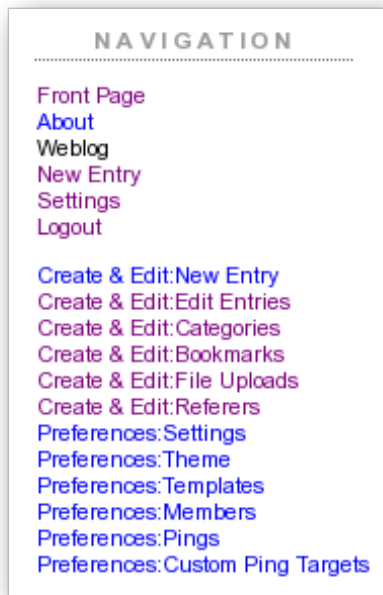 NAVIGATION
Front Page
About
Weblog
New Entry
Settings
Logout
Create & Edit:New Entry
Create & Edit:Edit Entries
Create & Edit:Categories
Create & Edit:Bookmarks
Create & Edit:File Uploads
Create & Edit:Referers
Preferences:Settings
Preferences:Theme
Preferences:Templates
Preferences:Members
Preferences:Pings
Preferences:Custom Ping Targets